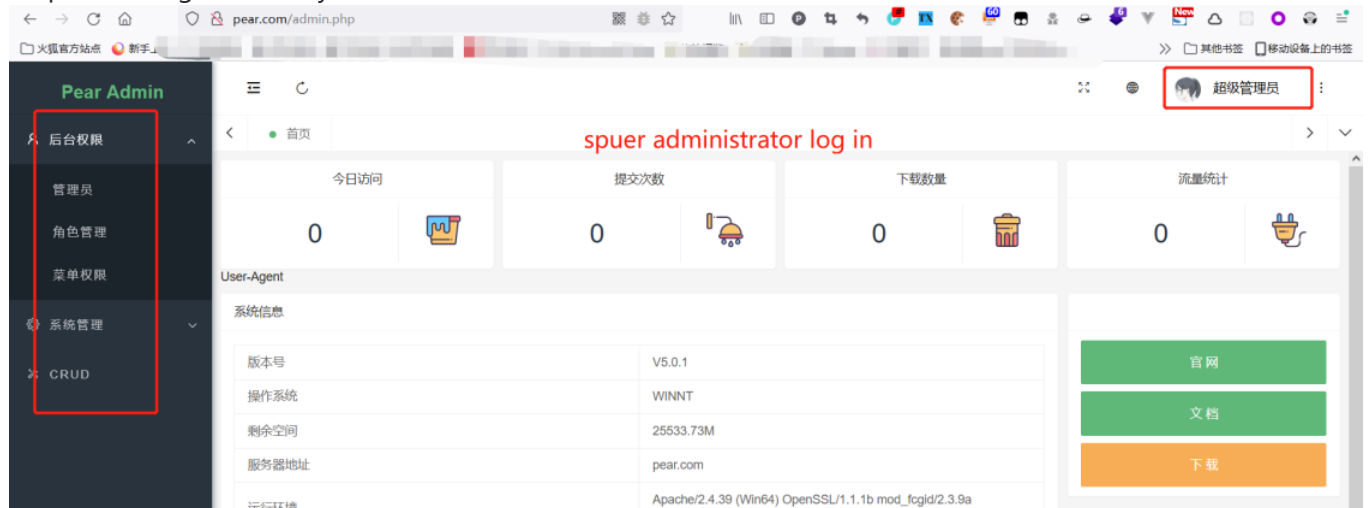 pear.com/admin.php
60
6
New
火狐官方站点
新手上
其他书签
移动设备上的书签
Pear Admin
超级管理员
后台权限
首页
spuer administrator log in
管理员
今日访问
提交次数
下载数量
流量统计
角色管理
0
0
0
0
菜单权限
User-Agent
系统管理
系统信息
版本号
V5.0.1
官网
CRUD
操作系统
WINNT
文档
剩余空间
25533.73M
服务器地址
pear.com
下载
运行环境
Apache/2.4.39 (Win64) OpenSSL/1.1.1b mod_fcgid/2.3.9a